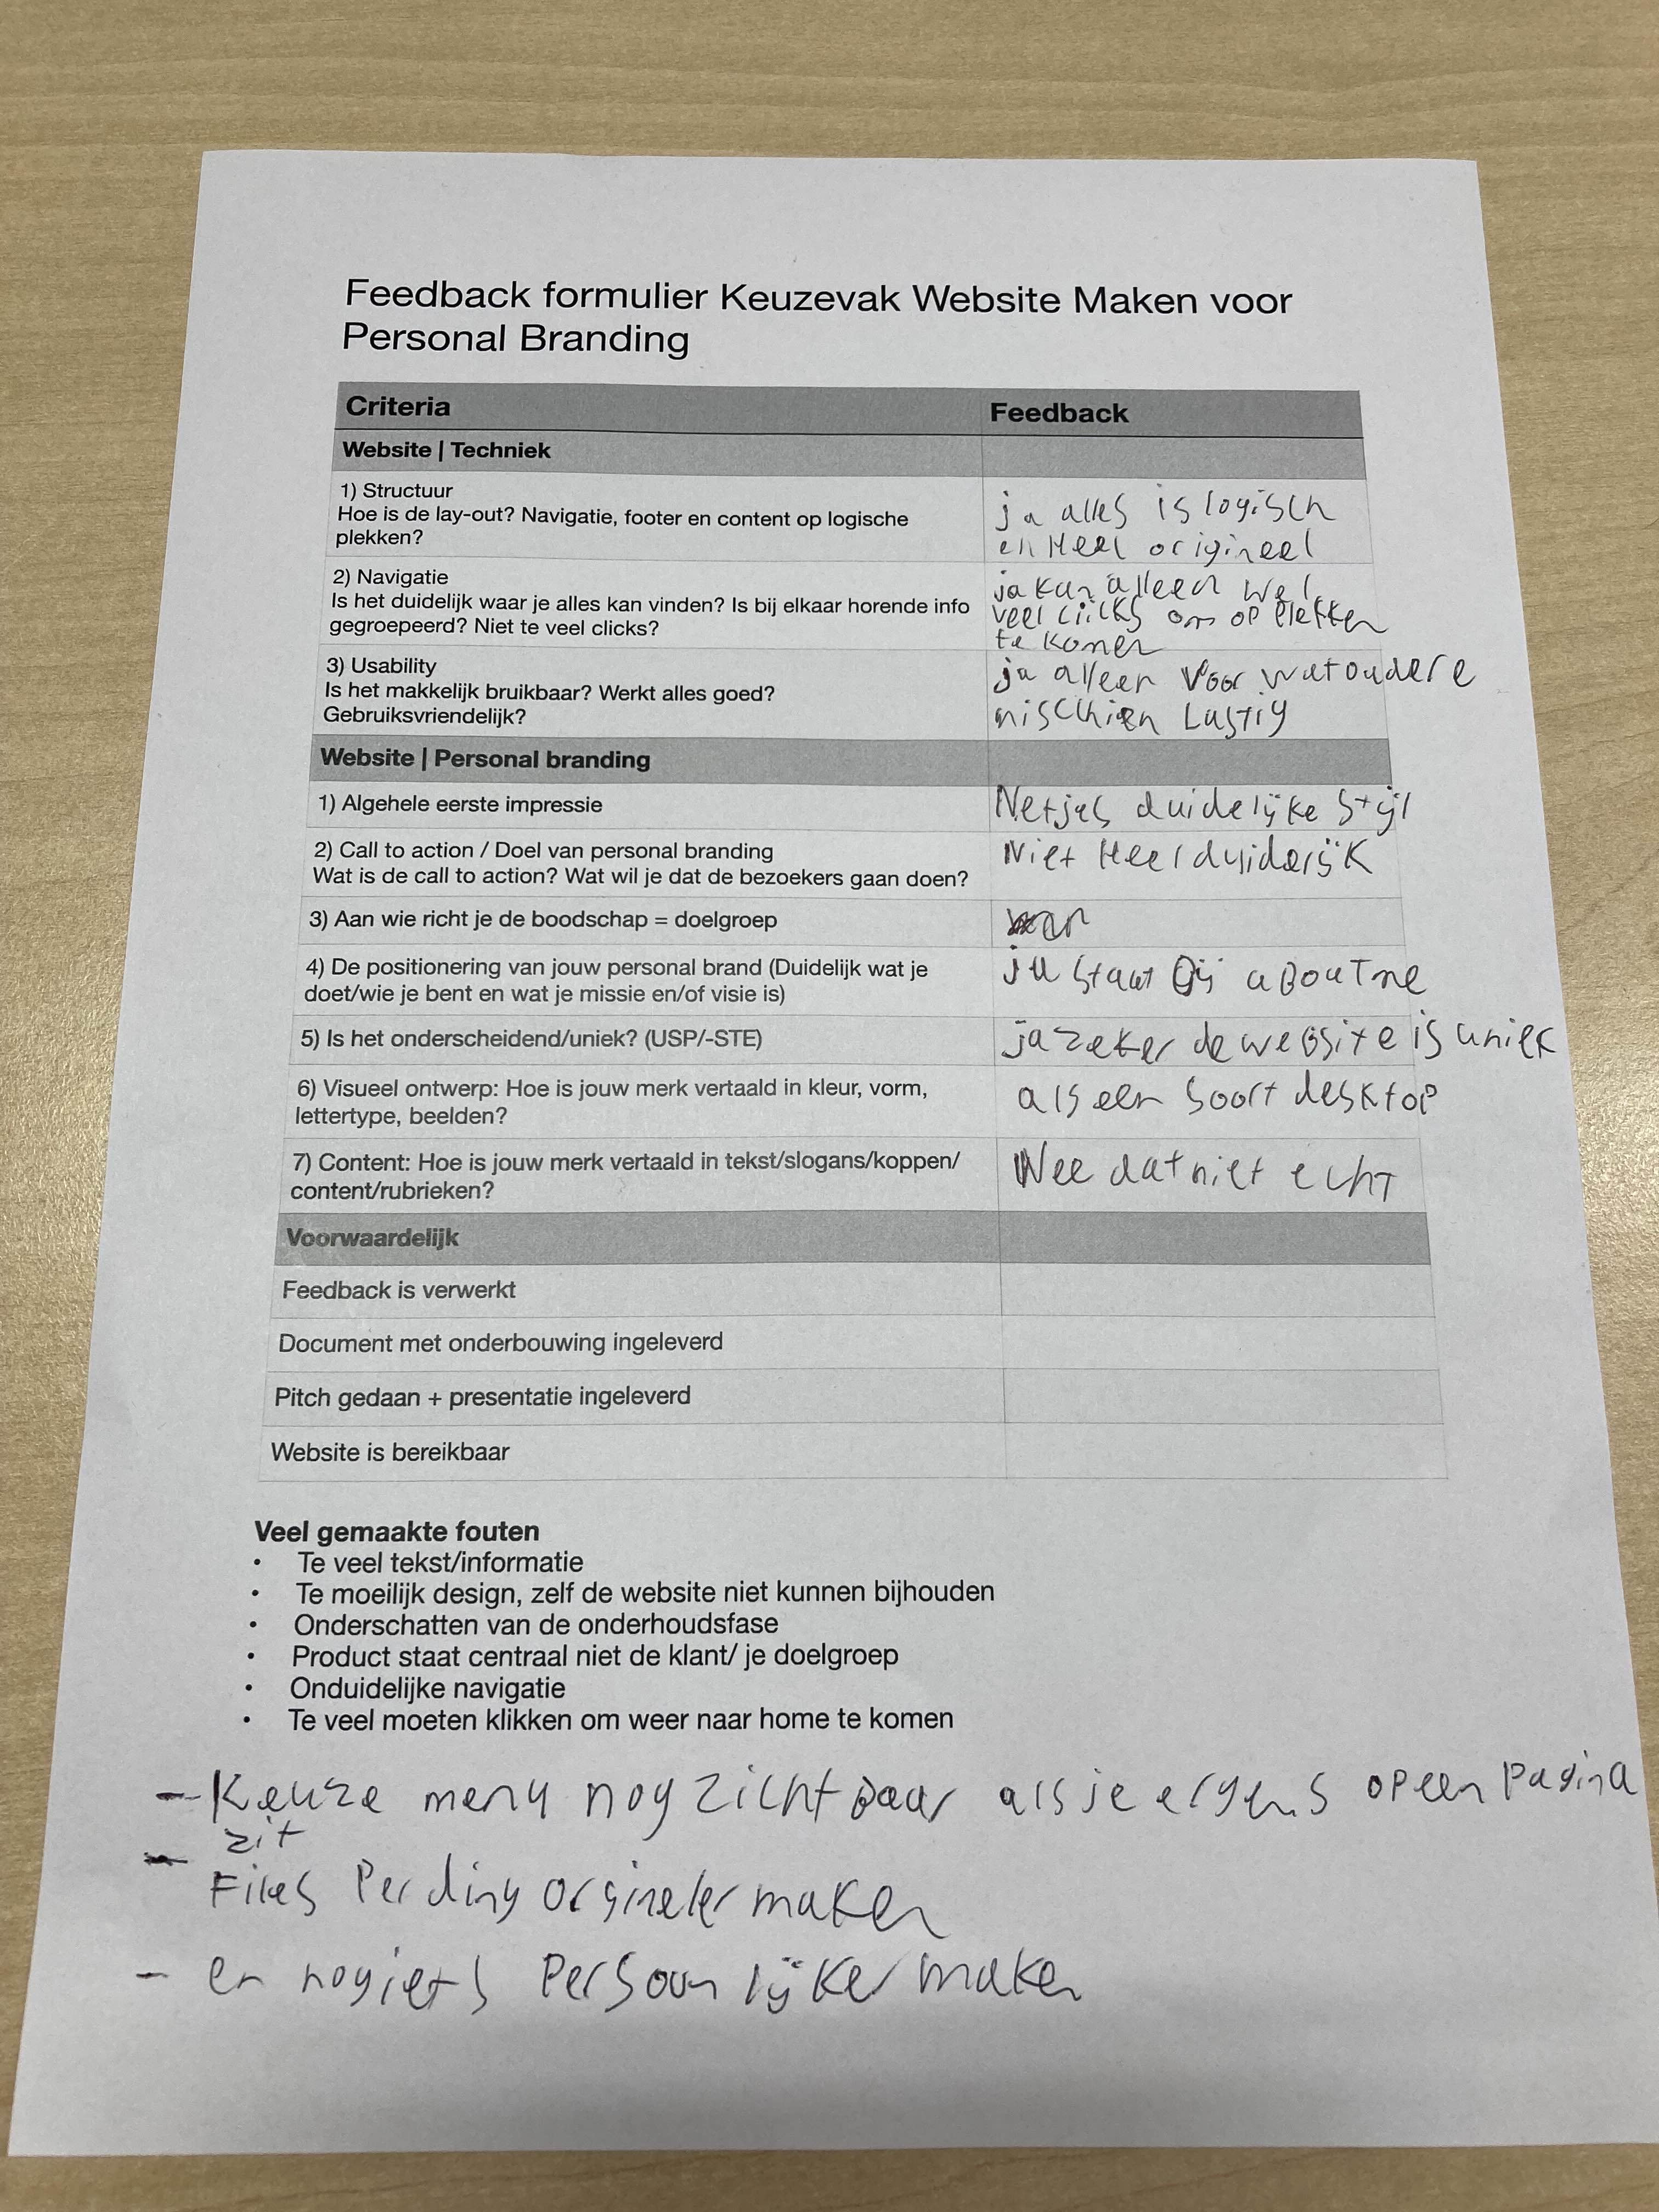 Feedback formulier Keuzevak Website Maken voor
Personal Branding
Criteria
Feedback
Website | Techniek
1) Structuur
Hoe is de lay-out? Navigatie, footer en content op logische
plekken?
ja alles is logisch
en Heel origineel
2) Navigatie
Is het duidelijk waar je alles kan vinden? Is bij elkaar horende info
gegroepeerd? Niet te veel clicks?
ja kan alleen wel
veel clicks om op plekken
te komen
3) Usability
Is het makkelijk bruikbaar? Werkt alles goed?
Gebruiksvriendelijk?
ja alleen voor wat oudere
mischien Lastig
Website | Personal branding
1) Algehele eerste impressie
Netjes duidelijke Stijl
2) Call to action / Doel van personal branding
Wat is de call to action? Wat wil je dat de bezoekers gaan doen?
Niet Heel duidelijk
3) Aan wie richt je de boodschap = doelgroep
4) De positionering van jouw personal brand (Duidelijk wat je
doet/wie je bent en wat je missie en/of visie is)
ja staat Bij aBout me
5) Is het onderscheidend/uniek? (USP/-STE)
ja zeker de weBsite is uniek
6) Visueel ontwerp: Hoe is jouw merk vertaald in kleur, vorm,
lettertype, beelden?
als een Soort desktop
7) Content: Hoe is jouw merk vertaald in tekst/slogans/koppen/
content/rubrieken?
Nee dat niet echt
Voorwaardelijk
Feedback is verwerkt
Document met onderbouwing ingeleverd
Pitch gedaan + presentatie ingeleverd
Website is bereikbaar
Veel gemaakte fouten
• Te veel tekst/informatie
• Te moeilijk design, zelf de website niet kunnen bijhouden
• Onderschatten van de onderhoudsfase
• Product staat centraal niet de klant/ je doelgroep
• Onduidelijke navigatie
• Te veel moeten klikken om weer naar home te komen
- Keuze menu nog zichtbaar als je ergens op een pagina
zit
- Files Per ding orgineler maken
- en nog iets Persoonlijker maken